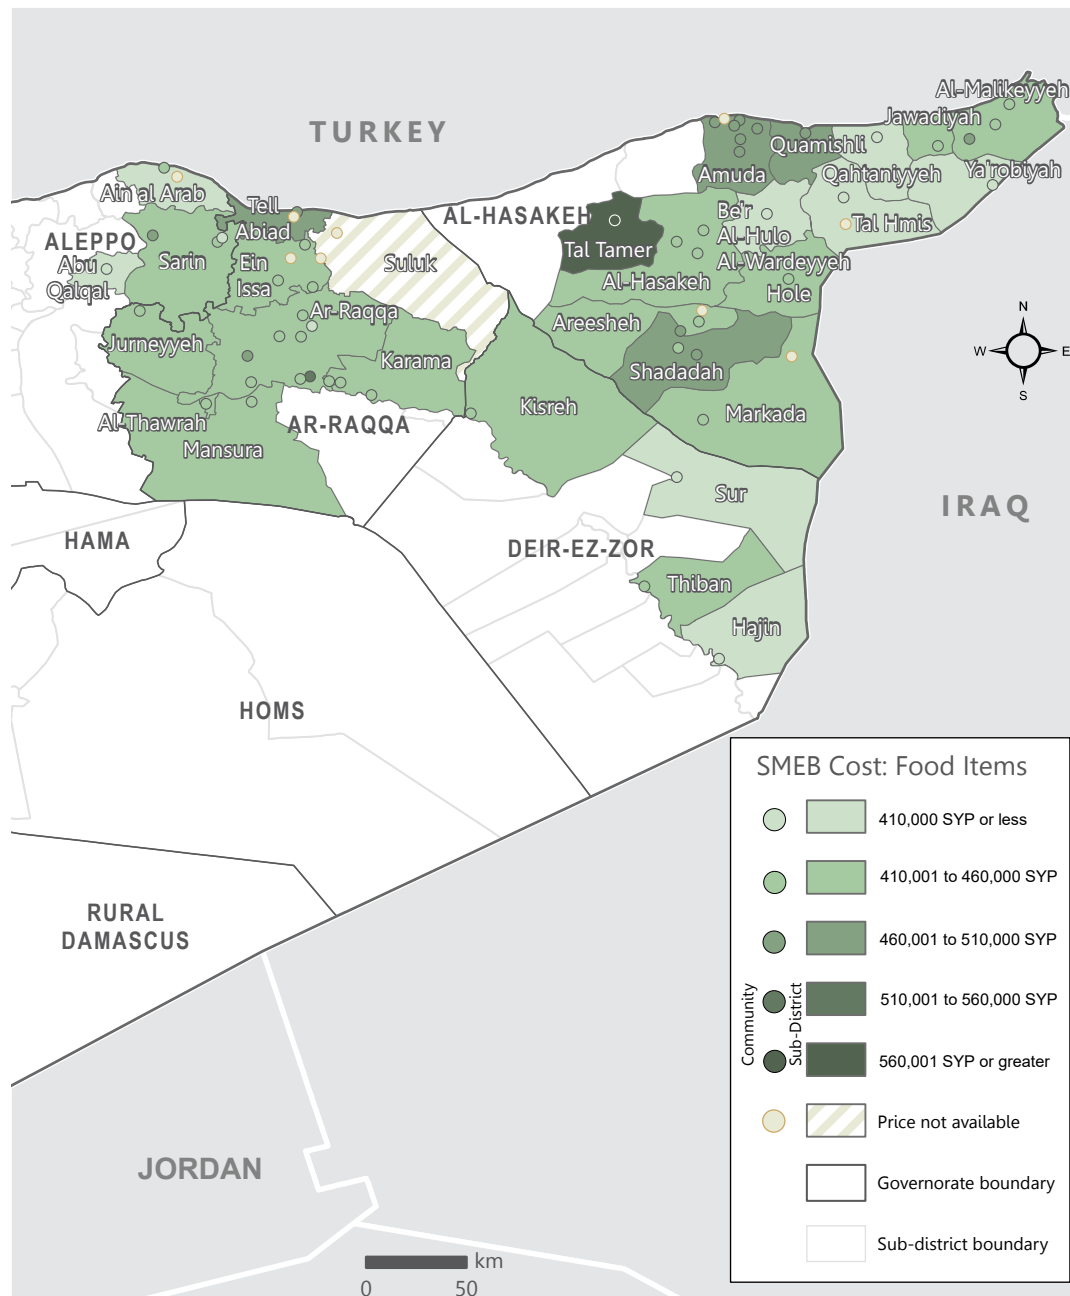 TURKEY
Al-Malikeyyeh
Jawadiyah
Quamishli
Ya'robiyah
Qahtaniyyeh
Amuda
Ain al Arab
Tell
Abiad
AL-HASAKEH
Be'r
Al-Hulo
Al-Wardeyyeh
Tal Hmis
ALEPPO
Abu
Qalqal
Sarin
Ein
Issa
Suluk
Tal Tamer
Al-Hasakeh
Hole
Ar-Raqqa
Areesheh
Jurneyyeh
Karama
Shadadah
N
W
E
S
Al-Thawrah
Mansura
AR-RAQQA
Kisreh
Markada
Sur
IRAQ
HAMA
DEIR-EZ-ZOR
Thiban
Hajin
HOMS
RURAL
DAMASCUS
JORDAN
km
0
50
SMEB Cost: Food Items
410,000 SYP or less
410,001 to 460,000 SYP
460,001 to 510,000 SYP
510,001 to 560,000 SYP
560,001 SYP or greater
Community
Sub-District
Price not available
Governorate boundary
Sub-district boundary